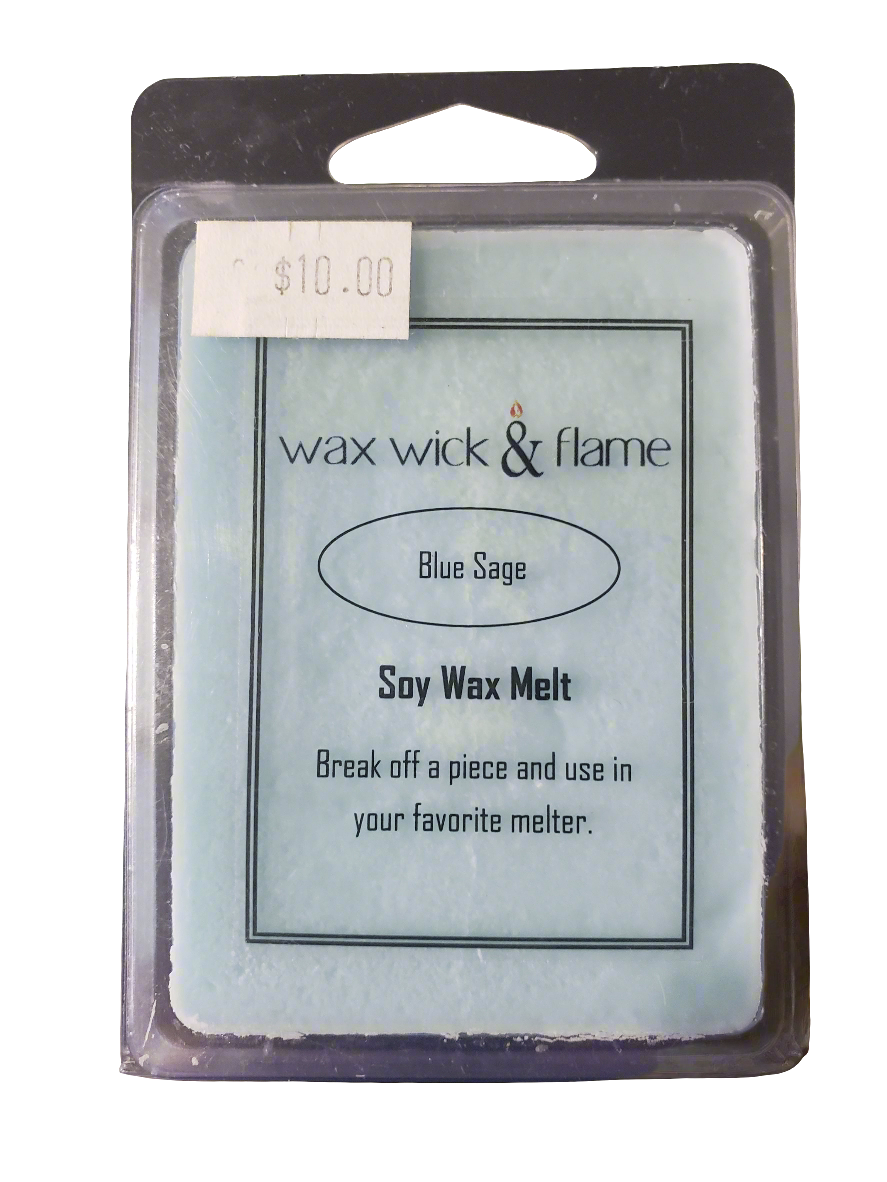 $10.00
wax wick & flame
Blue Sage
Soy Wax Melt
Break off a piece and use in
your favorite melter.